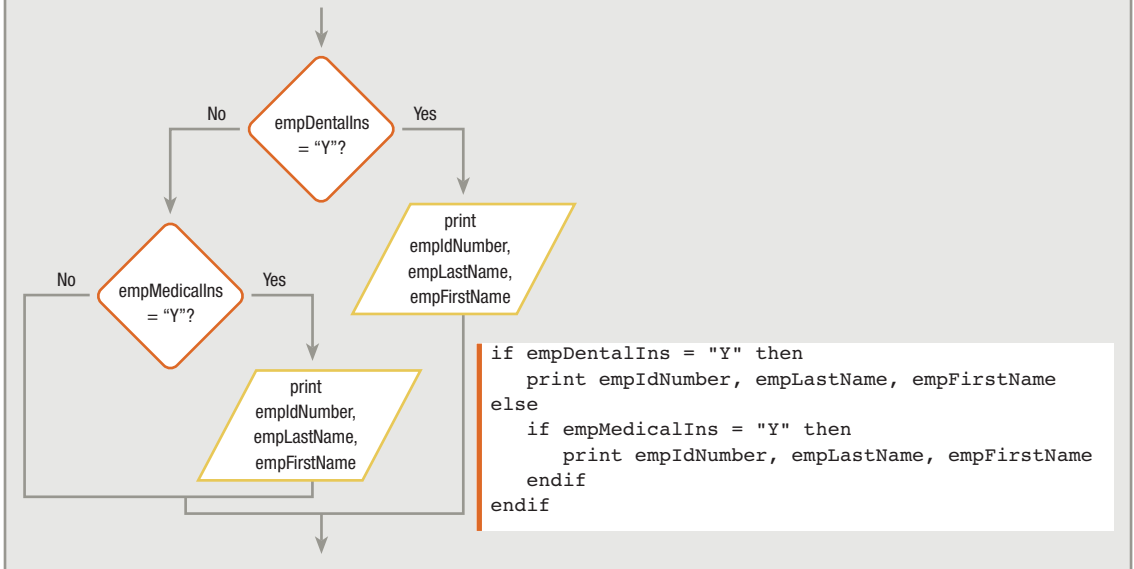 No
empDentalIns
= “Y”?
Yes
print
empIdNumber,
empLastName,
empFirstName
No
empMedicalIns
= “Y”?
Yes
print
empIdNumber,
empLastName,
empFirstName
if empDentalIns = "Y" then
   print empIdNumber, empLastName, empFirstName
else
   if empMedicalIns = "Y" then
      print empIdNumber, empLastName, empFirstName
   endif
endif